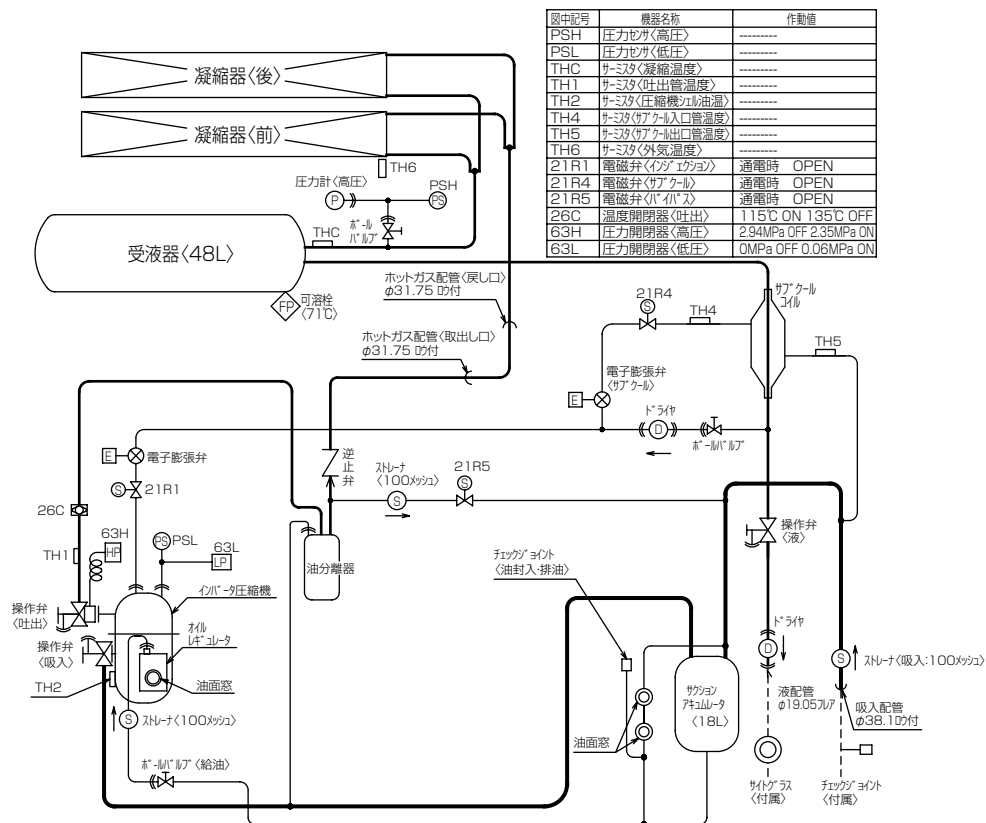 図中記号 機器名称 作動値
PSH 圧力センサ〈高圧〉 ---------
PSL 圧力センサ〈低圧〉 ---------
THC サーミスタ〈凝縮温度〉 ---------
TH1 サーミスタ〈吐出管温度〉 ---------
TH2 サーミスタ〈圧縮機シェル油温〉 ---------
TH4 サーミスタ〈サブクール入口管温度〉 ---------
TH5 サーミスタ〈サブクール出口管温度〉 ---------
TH6 サーミスタ〈外気温度〉 ---------
21R1 電磁弁〈インジェクション〉 通電時 OPEN
21R4 電磁弁〈サブクール〉 通電時 OPEN
21R5 電磁弁〈バイパス〉 通電時 OPEN
26C 温度開閉器〈吐出〉 115℃ ON 135℃ OFF
63H 圧力開閉器〈高圧〉 2.94MPa OFF 2.35MPa ON
63L 圧力開閉器〈低圧〉 0MPa OFF 0.06MPa ON
凝縮器〈後〉
凝縮器〈前〉
TH6
圧力計〈高圧〉
PSH
P
PS
THC
ボール
バルブ
受液器〈48L〉
FP
可溶栓
〈71℃〉
ホットガス配管〈戻し口〉
φ31.75 ロウ付
ホットガス配管〈取出し口〉
φ31.75 ロウ付
21R4
S
TH4
サブクール
コイル
TH5
電子膨張弁
〈サブクール〉
E
ドライヤ
D
ボールバルブ
E
電子膨張弁
S
21R1
逆止弁
ストレーナ
〈100メッシュ〉
S
21R5
S
26C
63H
HP
TH1
PS
PSL
63L
LP
油分離器
操作弁
〈液〉
チェックジョイント
〈油封入・排油〉
インバータ圧縮機
操作弁
〈吐出〉
オイル
レギュレータ
操作弁
〈吸入〉
TH2
油面窓
S
ストレーナ〈100メッシュ〉
ボールバルブ〈給油〉
油面窓
サクション
アキュムレータ
〈18L〉
ドライヤ
D
液配管
φ19.05フレア
サイトグラス
〈付属〉
S
ストレーナ〈吸入:100メッシュ〉
吸入配管
φ38.1ロウ付
チェックジョイント
〈付属〉